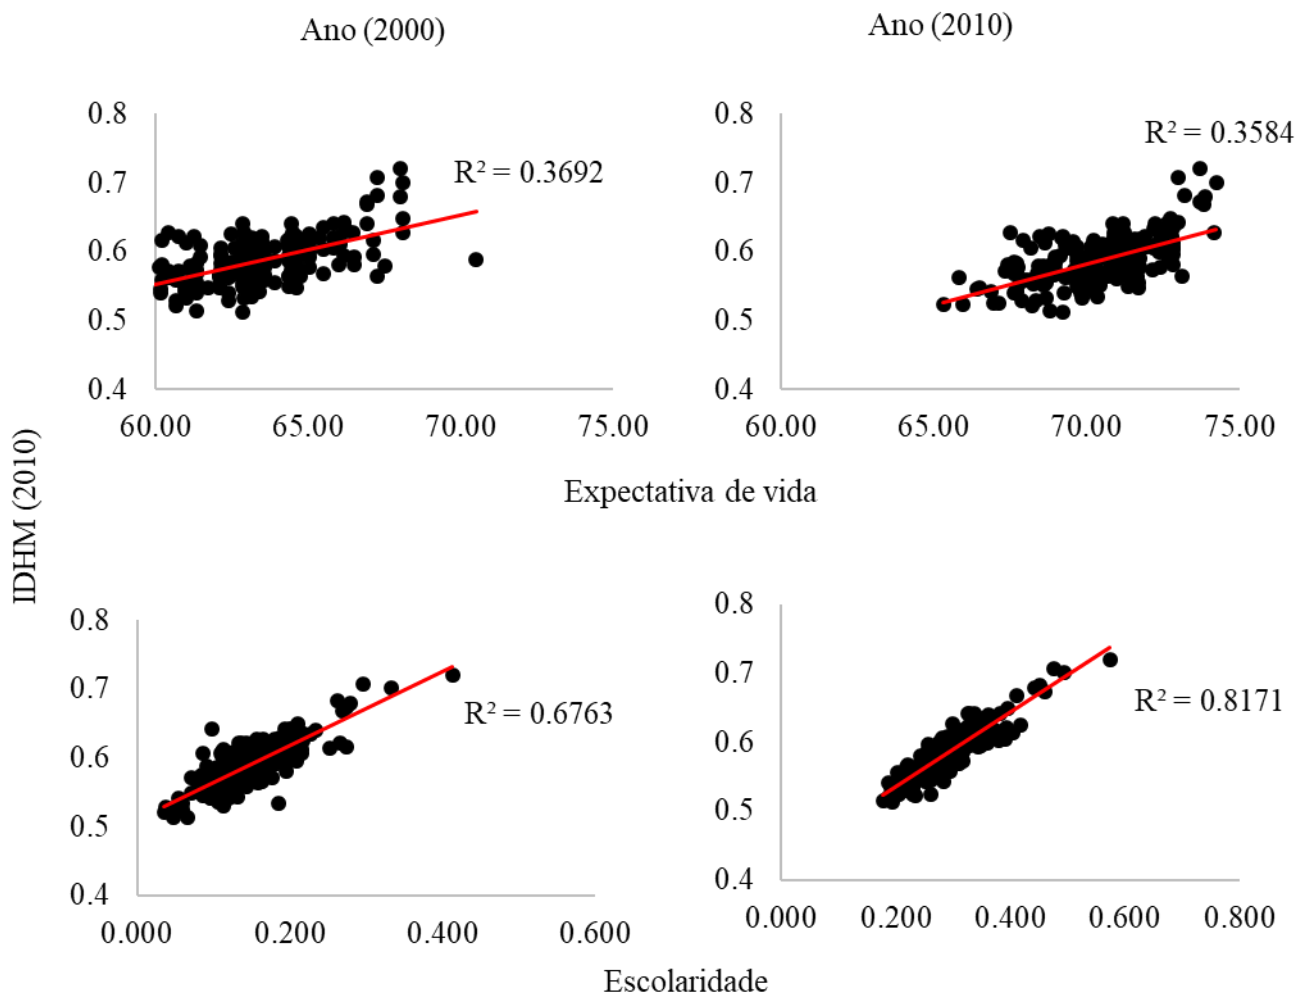 Ano (2000)
Ano (2010)
0.8
0.7
0.6
0.5
0.4
R² = 0.3692
60.00 65.00 70.00 75.00
0.8
0.7
0.6
0.5
0.4
R² = 0.3584
60.00 65.00 70.00 75.00
Expectativa de vida
IDHM (2010)
0.8
0.7
0.6
0.5
0.4
R² = 0.6763
0.000 0.200 0.400 0.600
0.8
0.7
0.6
0.5
0.4
R² = 0.8171
0.000 0.200 0.400 0.600 0.800
Escolaridade